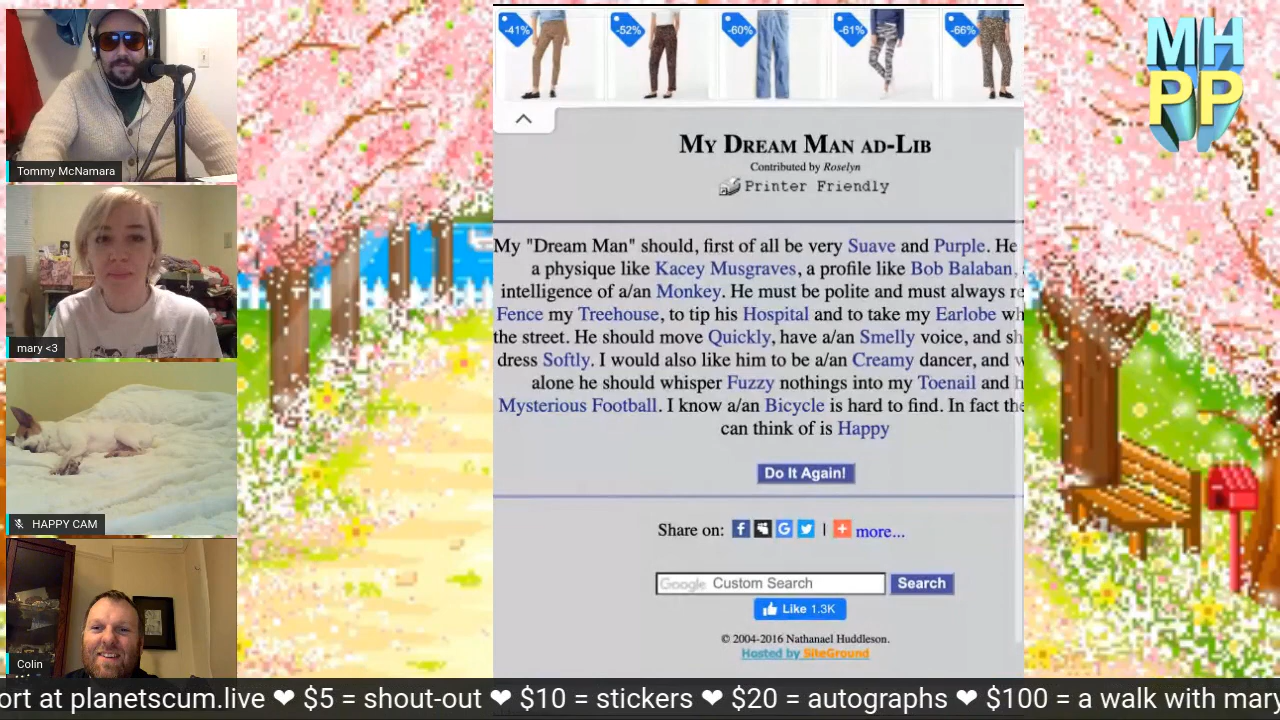 -41%
-52%
-60%
-61%
-66%
MH
PP
Tommy McNamara
mary <3
HAPPY CAM
Colin
My Dream Man ad-Lib
Contributed by Roselyn
Printer Friendly
My "Dream Man" should, first of all be very Suave and Purple. He
a physique like Kacey Musgraves, a profile like Bob Balaban,
intelligence of a/an Monkey. He must be polite and must always re
Fence my Treehouse, to tip his Hospital and to take my Earlobe wh
the street. He should move Quickly, have a/an Smelly voice, and sh
dress Softly. I would also like him to be a/an Creamy dancer, and w
alone he should whisper Fuzzy nothings into my Toenail and h
Mysterious Football. I know a/an Bicycle is hard to find. In fact the
can think of is Happy
Do It Again!
Share on: | more...
Google Custom Search Search
Like 1.3K
© 2004-2016 Nathanael Huddleson.
Hosted by SiteGround
ort at planetscum.live ❤ $5 = shout-out ❤ $10 = stickers ❤ $20 = autographs ❤ $100 = a walk with mary